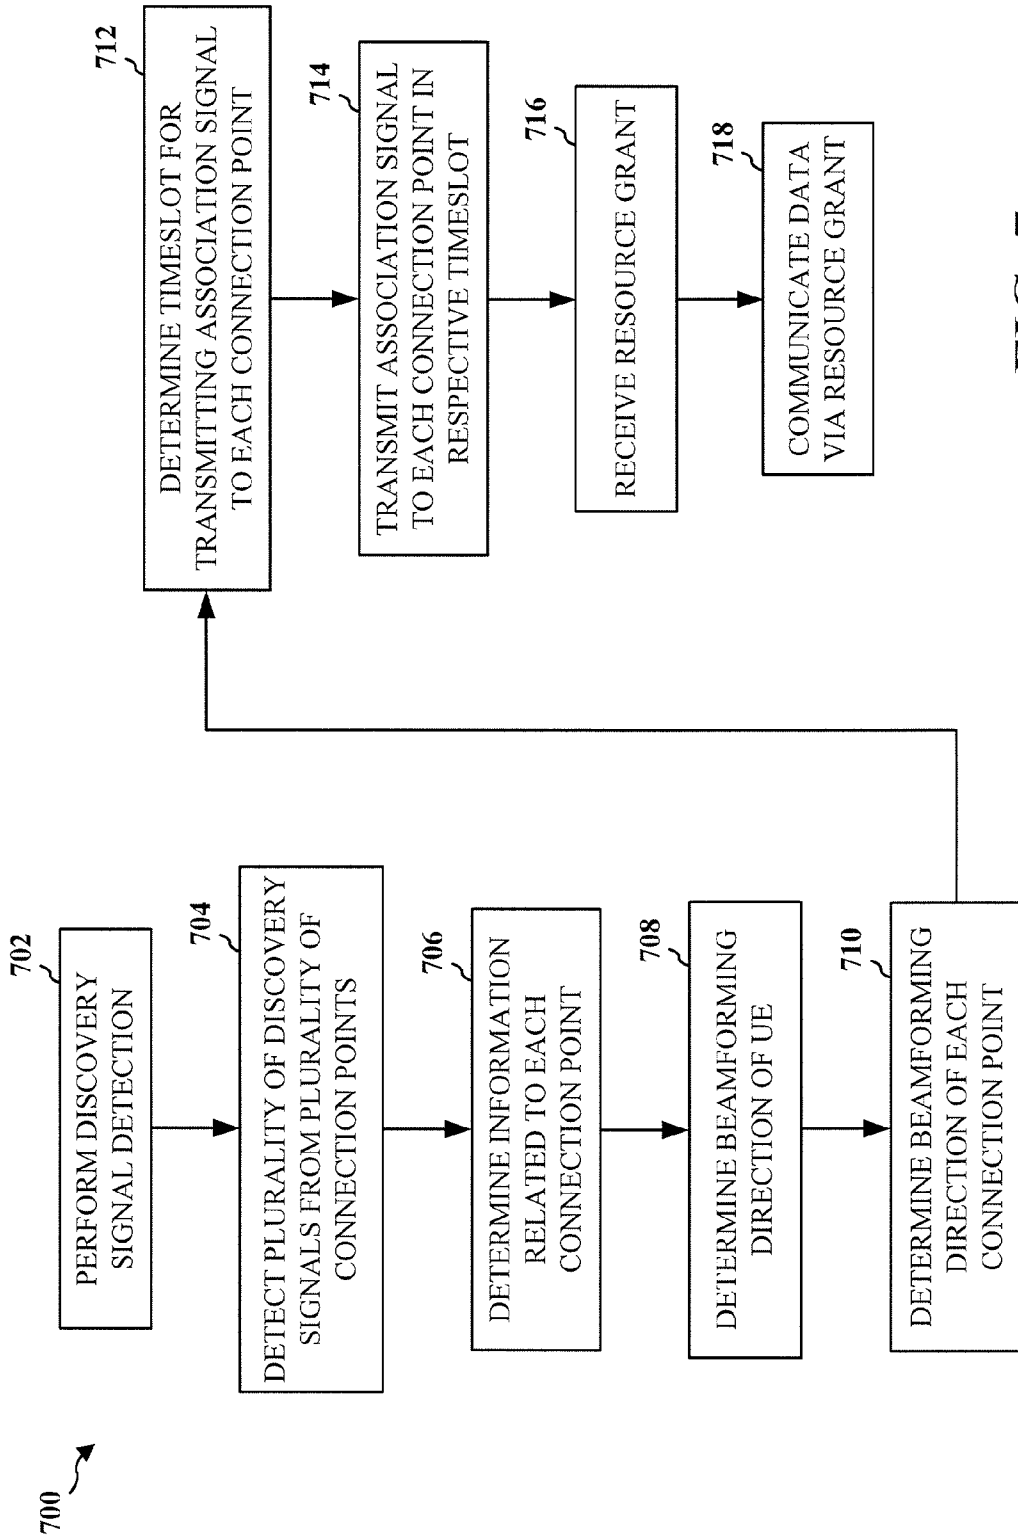 700
702
PERFORM DISCOVERY
SIGNAL DETECTION
704
DETECT PLURALITY OF DISCOVERY
SIGNALS FROM PLURALITY OF
CONNECTION POINTS
706
DETERMINE INFORMATION
RELATED TO EACH
CONNECTION POINT
708
DETERMINE BEAMFORMING
DIRECTION OF UE
710
DETERMINE BEAMFORMING
DIRECTION OF EACH
CONNECTION POINT
712
DETERMINE TIMESLOT FOR
TRANSMITTING ASSOCIATION SIGNAL
TO EACH CONNECTION POINT
714
TRANSMIT ASSOCIATION SIGNAL
TO EACH CONNECTION POINT IN
RESPECTIVE TIMESLOT
716
RECEIVE RESOURCE GRANT
718
COMMUNICATE DATA
VIA RESOURCE GRANT